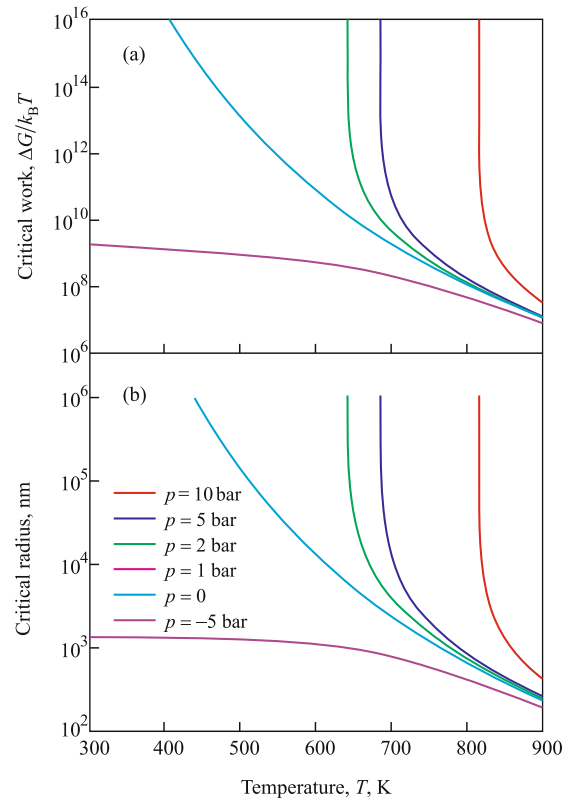 10^16
(a)
10^14
10^12
10^10
10^8
10^6
Critical work, ΔG/k_BT
(b)
10^6
10^5
10^4
10^3
10^2
Critical radius, nm
p = 10 bar
p = 5 bar
p = 2 bar
p = 1 bar
p = 0
p = −5 bar
300 400 500 600 700 800 900
Temperature, T, K